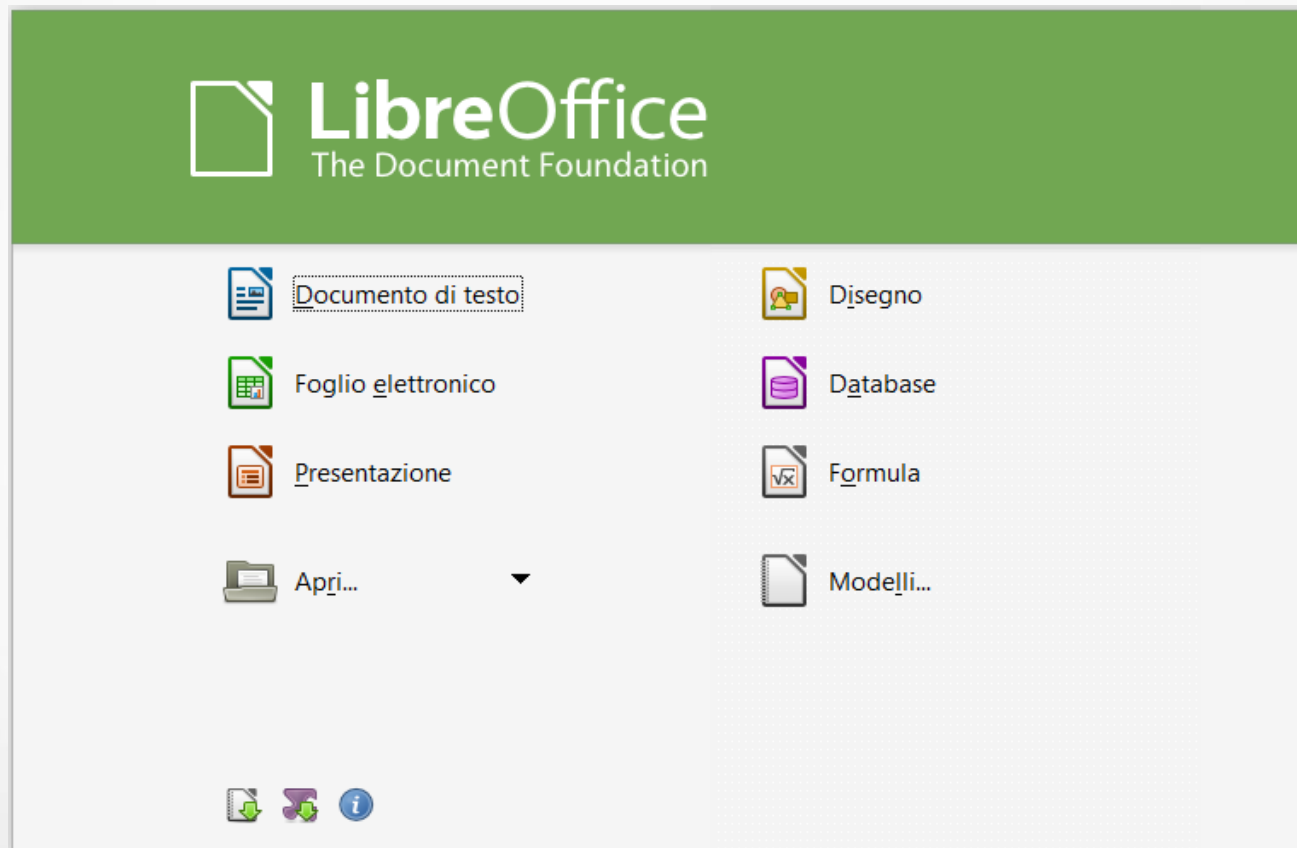 LibreOffice
The Document Foundation
Documento di testo
Foglio elettronico
Presentazione
Apri...
Disegno
Database
Formula
Modelli...